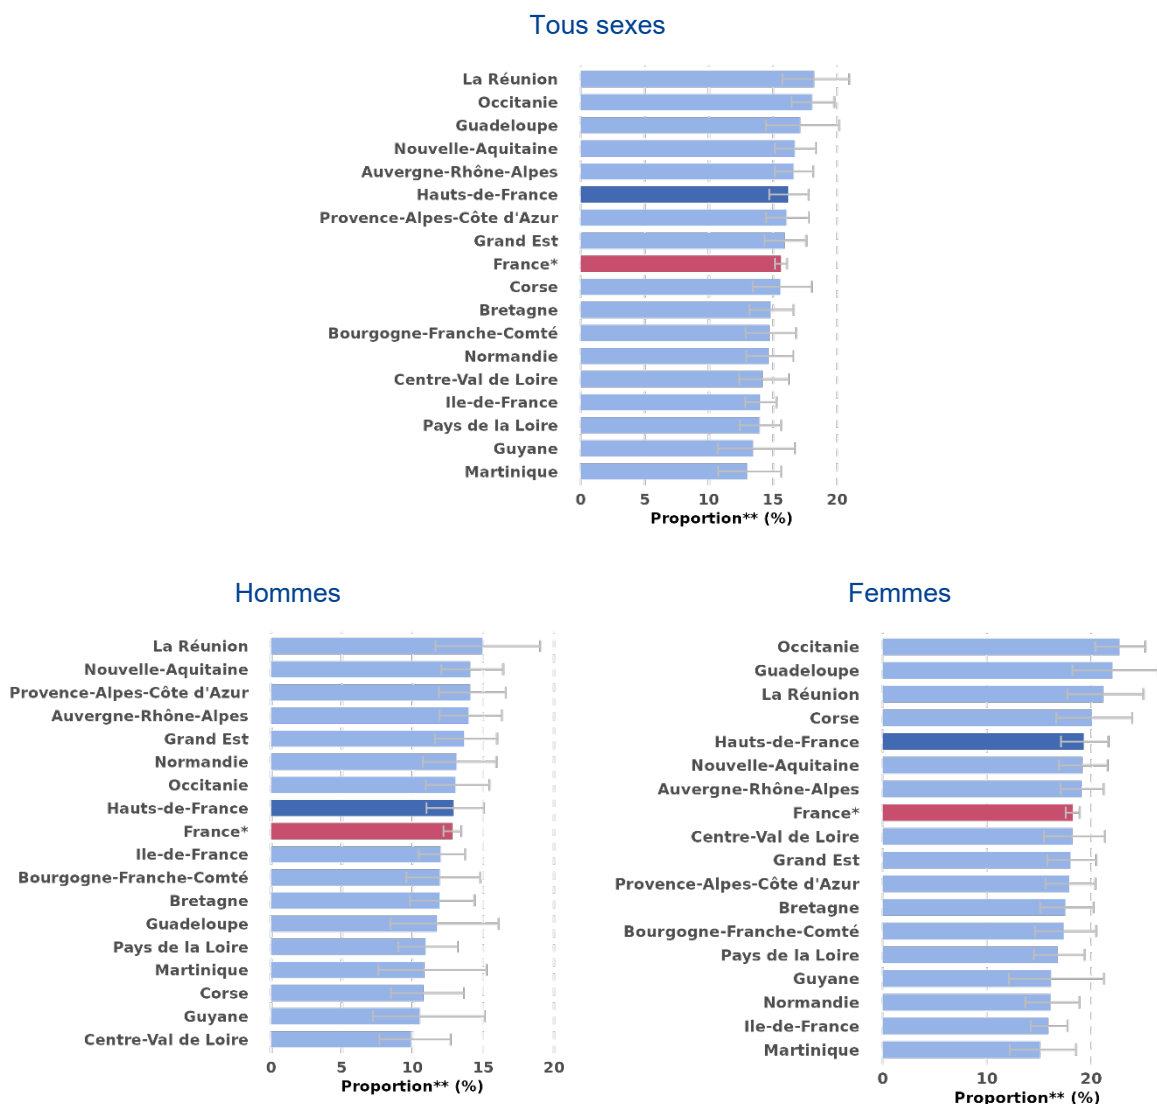 Tous sexes
La Réunion
Occitanie
Guadeloupe
Nouvelle-Aquitaine
Auvergne-Rhône-Alpes
Hauts-de-France
Provence-Alpes-Côte d'Azur
Grand Est
France*
Corse
Bretagne
Bourgogne-Franche-Comté
Normandie
Centre-Val de Loire
Ile-de-France
Pays de la Loire
Guyane
Martinique
0 5 10 15 20
Proportion** (%)
Hommes
La Réunion
Nouvelle-Aquitaine
Provence-Alpes-Côte d'Azur
Auvergne-Rhône-Alpes
Grand Est
Normandie
Occitanie
Hauts-de-France
France*
Ile-de-France
Bourgogne-Franche-Comté
Bretagne
Guadeloupe
Pays de la Loire
Martinique
Corse
Guyane
Centre-Val de Loire
0 5 10 15 20
Proportion** (%)
Femmes
Occitanie
Guadeloupe
La Réunion
Corse
Hauts-de-France
Nouvelle-Aquitaine
Auvergne-Rhône-Alpes
France*
Centre-Val de Loire
Grand Est
Provence-Alpes-Côte d'Azur
Bretagne
Bourgogne-Franche-Comté
Pays de la Loire
Guyane
Normandie
Ile-de-France
Martinique
0 10 20
Proportion** (%)